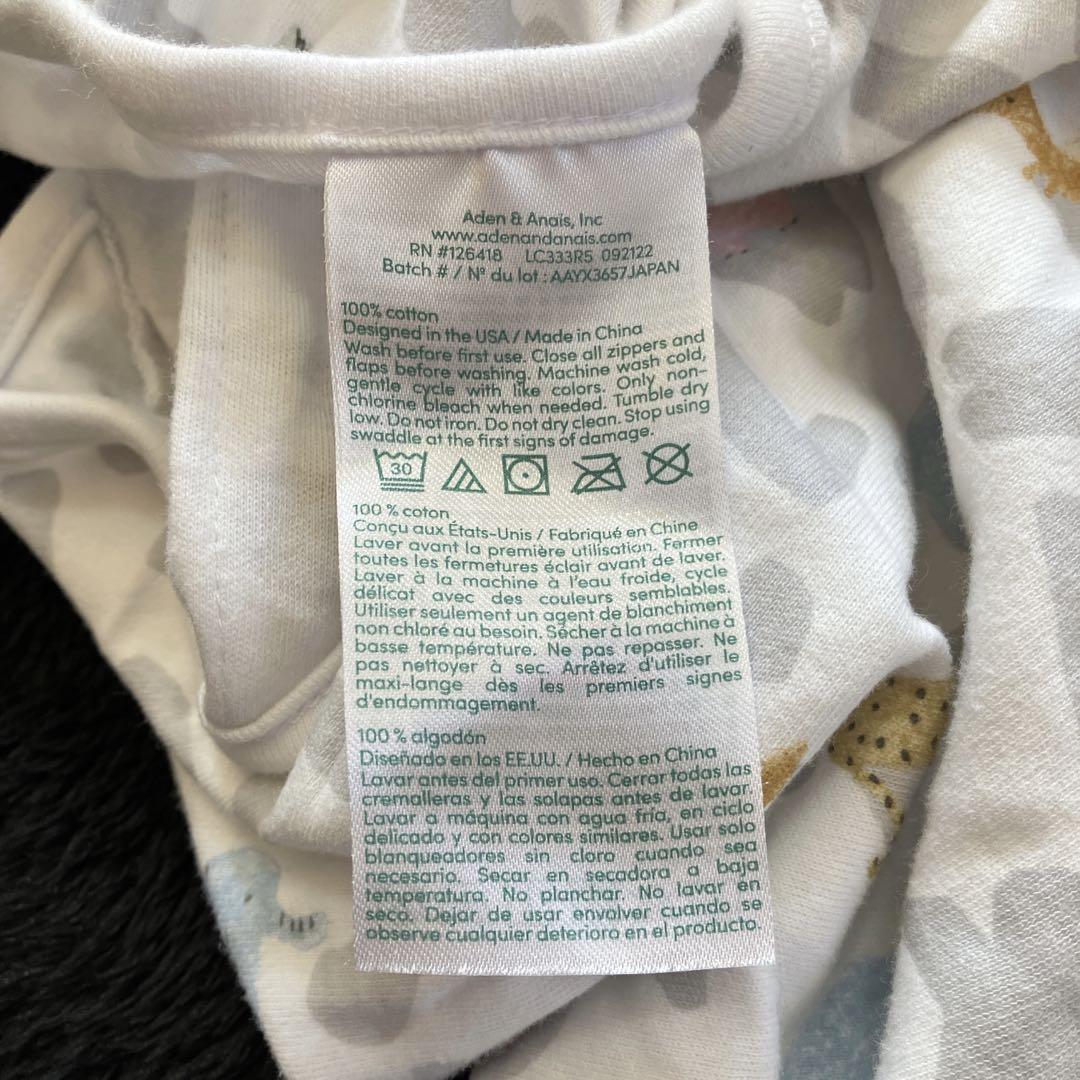 Aden & Anais, Inc
www.adenandanais.com
RN #126418 LC333R5 092122
Batch # / Nº du lot : AAYX3657JAPAN
100% cotton
Designed in the USA / Made in China
Wash before first use. Close all zippers and
flaps before washing. Machine wash cold,
gentle cycle with like colors. Only non-
chlorine bleach when needed. Tumble dry
low. Do not iron. Do not dry clean. Stop using
swaddle at the first signs of damage.
30
100 % coton
Conçu aux États-Unis / Fabriqué en Chine
Laver avant la première utilisation. Fermer
toutes les fermetures éclair avant de laver.
Laver à la machine à l'eau froide, cycle
délicat avec des couleurs semblables.
Utiliser seulement un agent de blanchiment
non chloré au besoin. Sécher à la machine à
basse température. Ne pas repasser. Ne
pas nettoyer à sec. Arrêtez d'utiliser le
maxi-lange dès les premiers signes
d'endommagement.
100 % algodón
Diseñado en los EE.UU. / Hecho en China
Lavar antes del primer uso. Cerrar todas las
cremalleras y las solapas antes de lavar
Lavar a máquina con agua fría, en ciclo
delicado y con colores similares. Usar solo
blanqueadores sin cloro cuando sea
necesario. Secar en secadora a baja
temperatura. No planchar. No lavar en
seco. Dejar de usar envolver cuando se
observe cualquier deterioro en el producto.